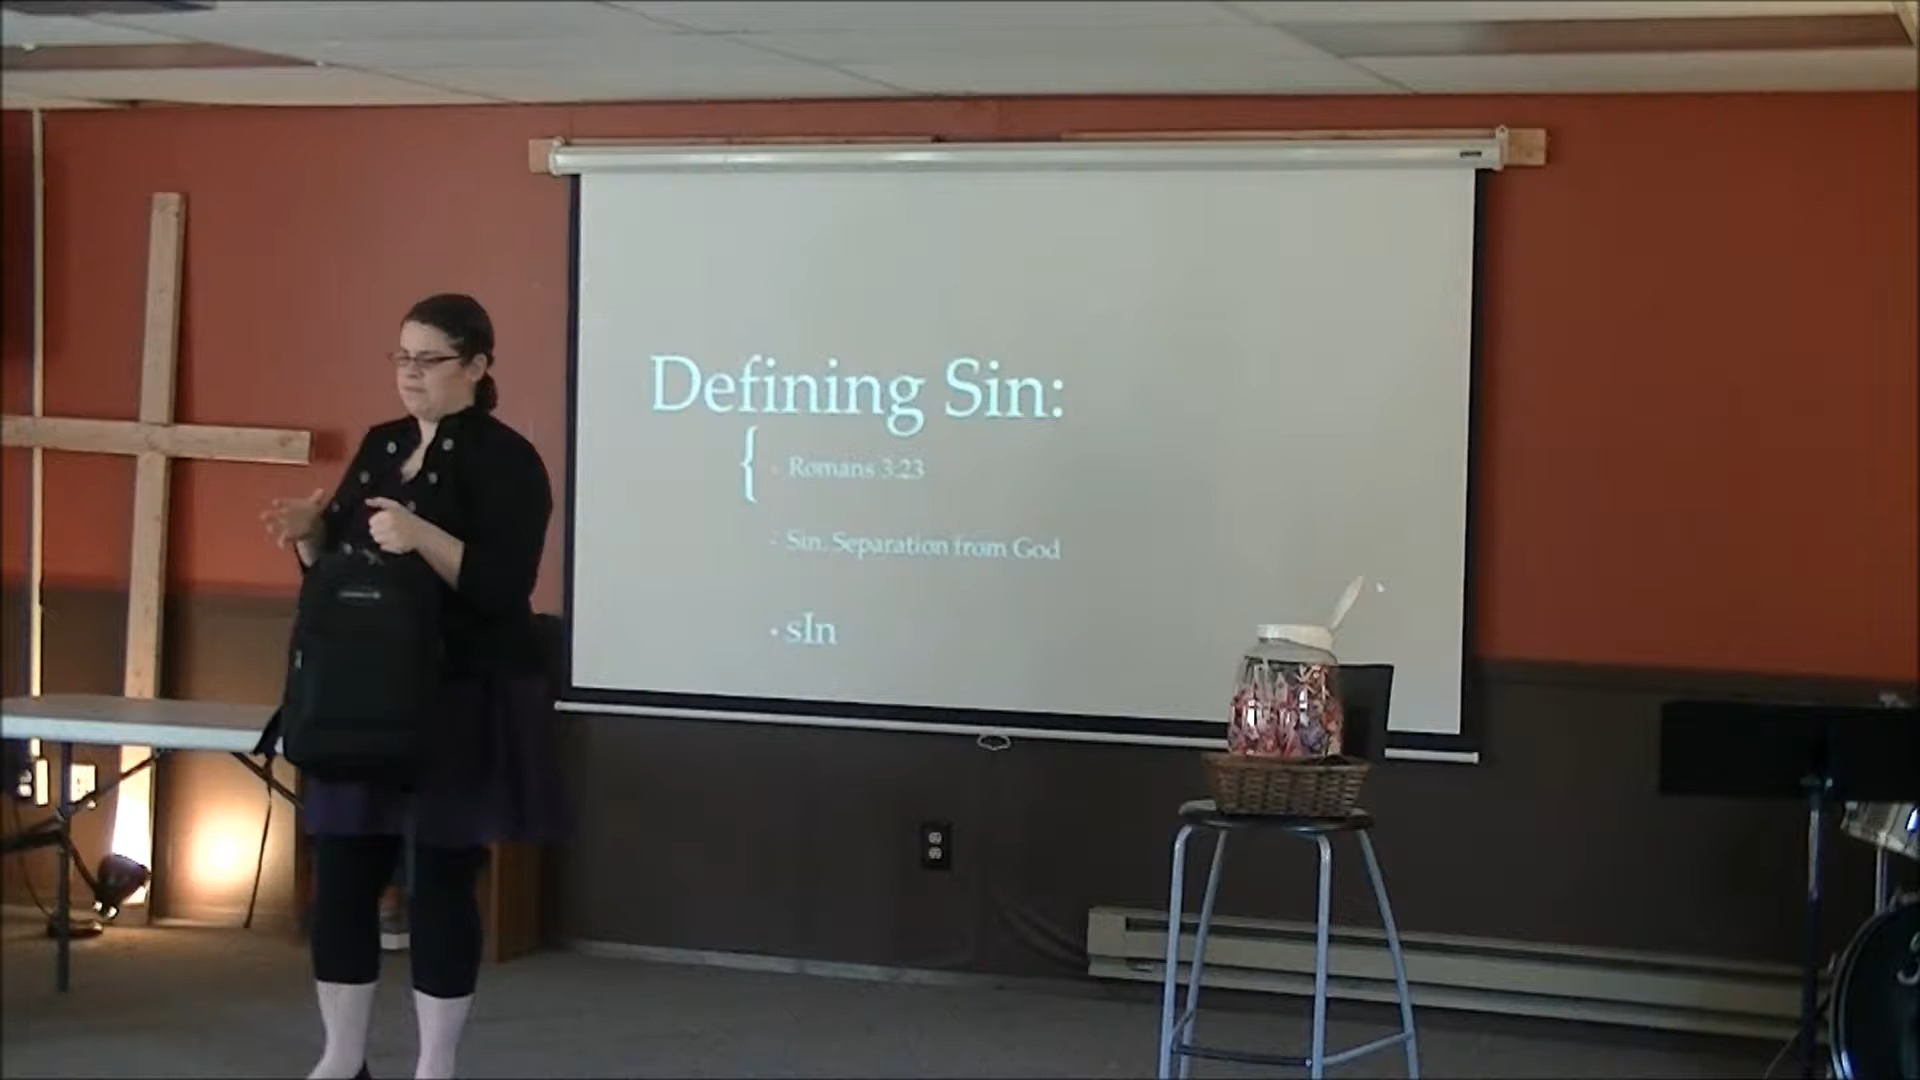 Defining Sin:
{ Romans 3:23
- Sin. Separation from God
• sIn